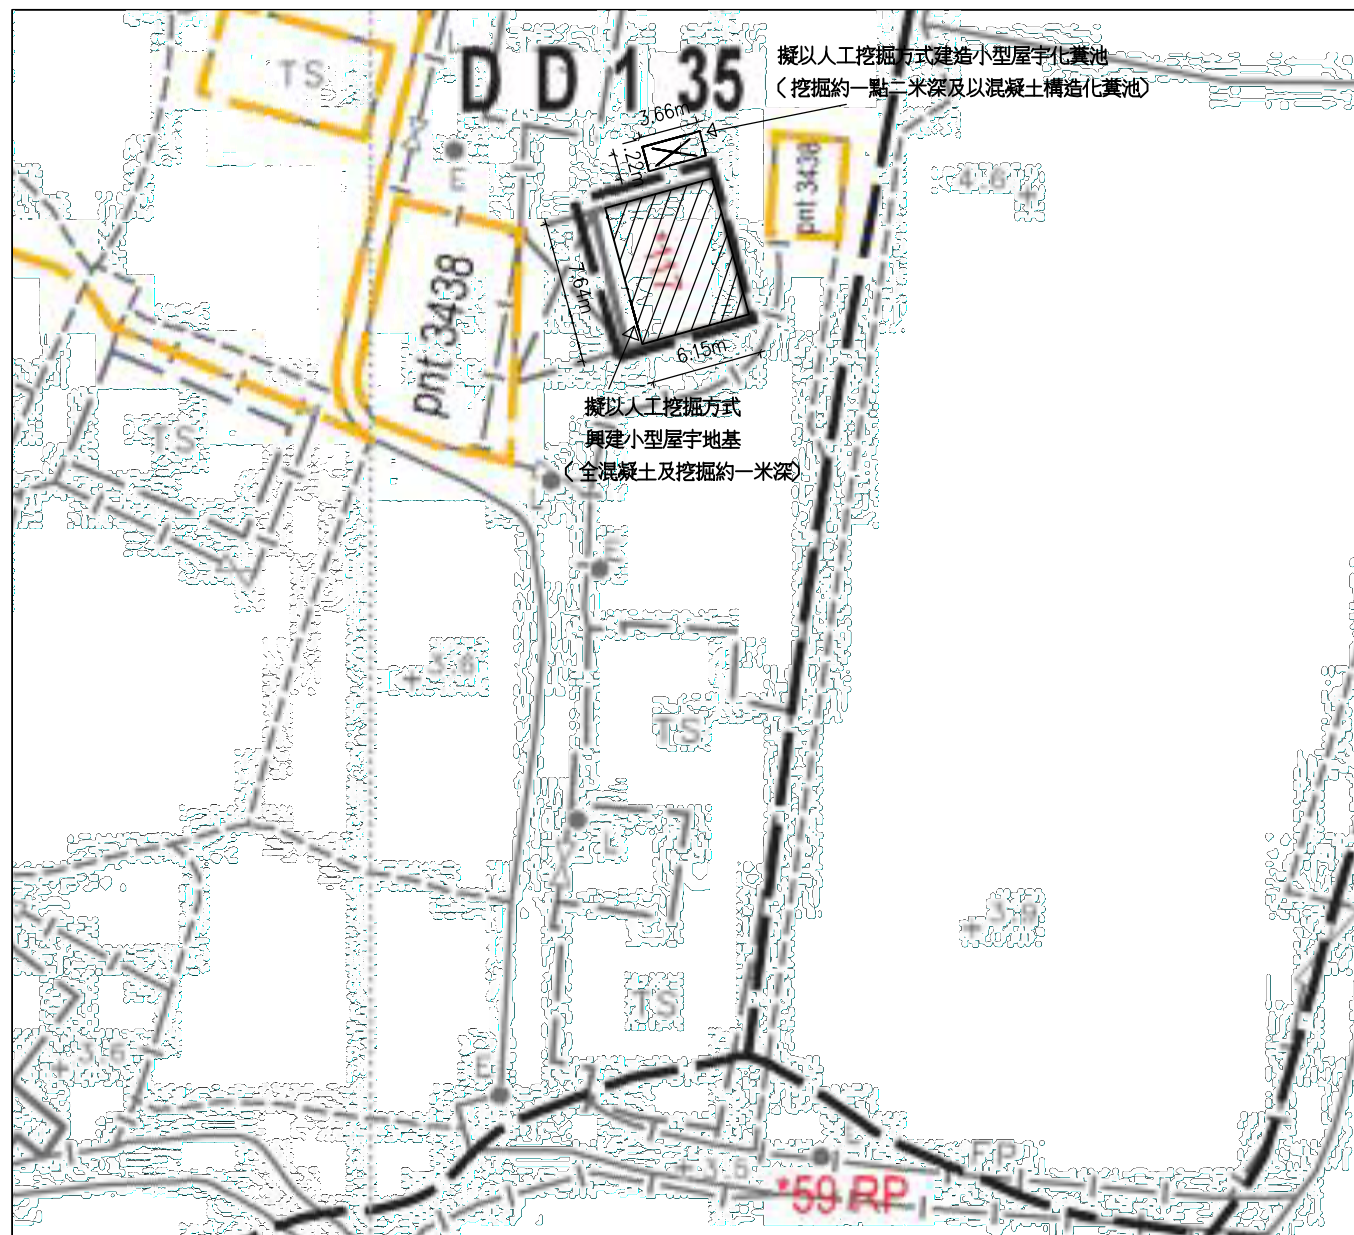 D D 1 35
擬以人工挖掘方式建造小型屋宇化糞池
（挖掘約一點二米深及以混凝土構造化糞池）
TS
3.66m
E
pnt 3438
4.6
pnt 3438
7.64m
6.15m
擬以人工挖掘方式
興建小型屋宇地基
（全混凝土及挖掘約一米深）
TS
E
3.6
TS
L
3.9
TS
3.6
E
3.6
FP
*59 RP